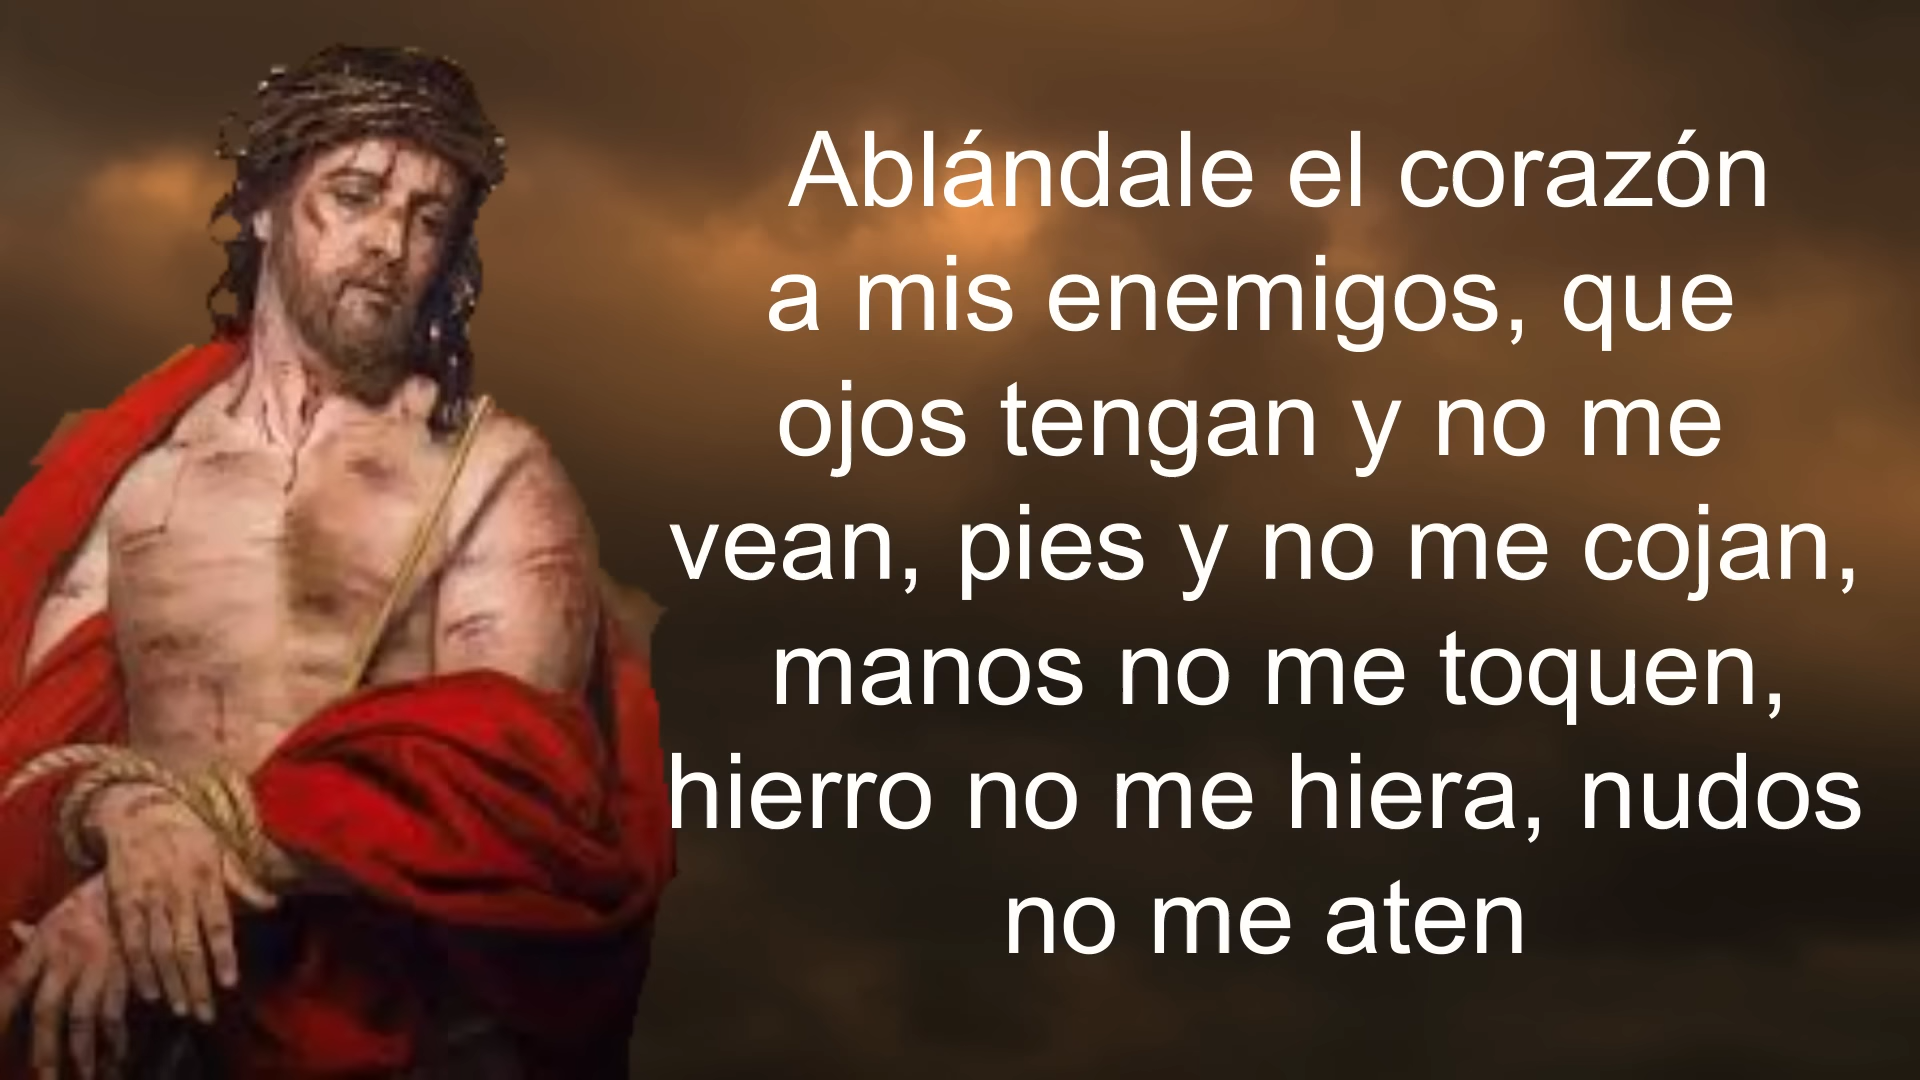 Ablándale el corazón
a mis enemigos, que
ojos tengan y no me
vean, pies y no me cojan,
manos no me toquen,
hierro no me hiera, nudos
no me aten